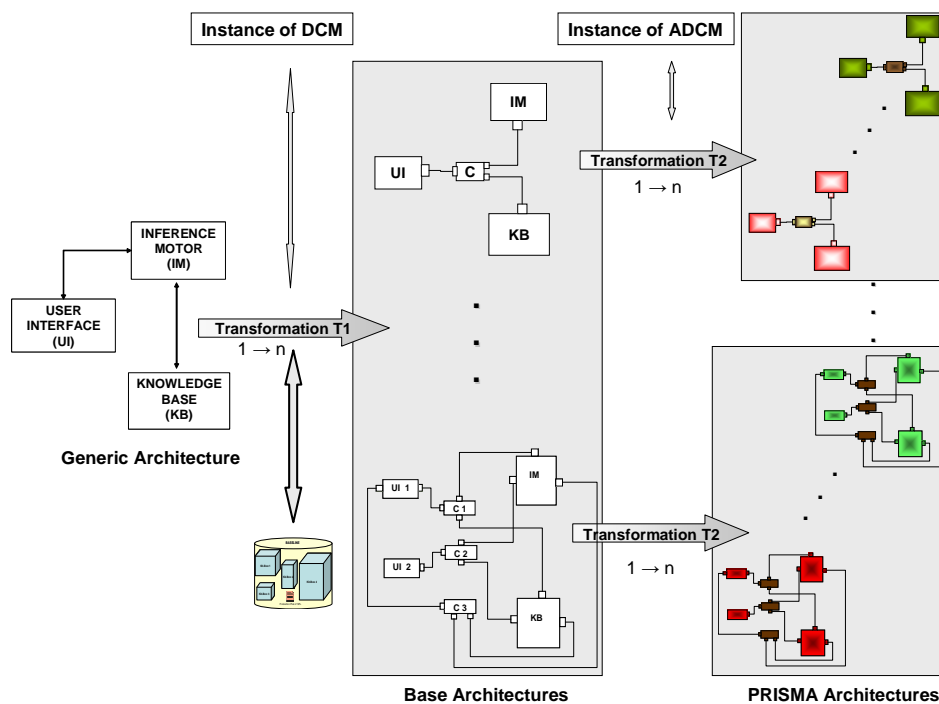 Instance of DCM
Instance of ADCM
INFERENCE
MOTOR
(IM)
USER
INTERFACE
(UI)
KNOWLEDGE
BASE
(KB)
Generic Architecture
Transformation T1
1 → n
BASELINE
IM
UI
C
KB
UI 1
UI 2
C 1
C 2
C 3
IM
KB
Base Architectures
Transformation T2
1 → n
Transformation T2
1 → n
PRISMA Architectures